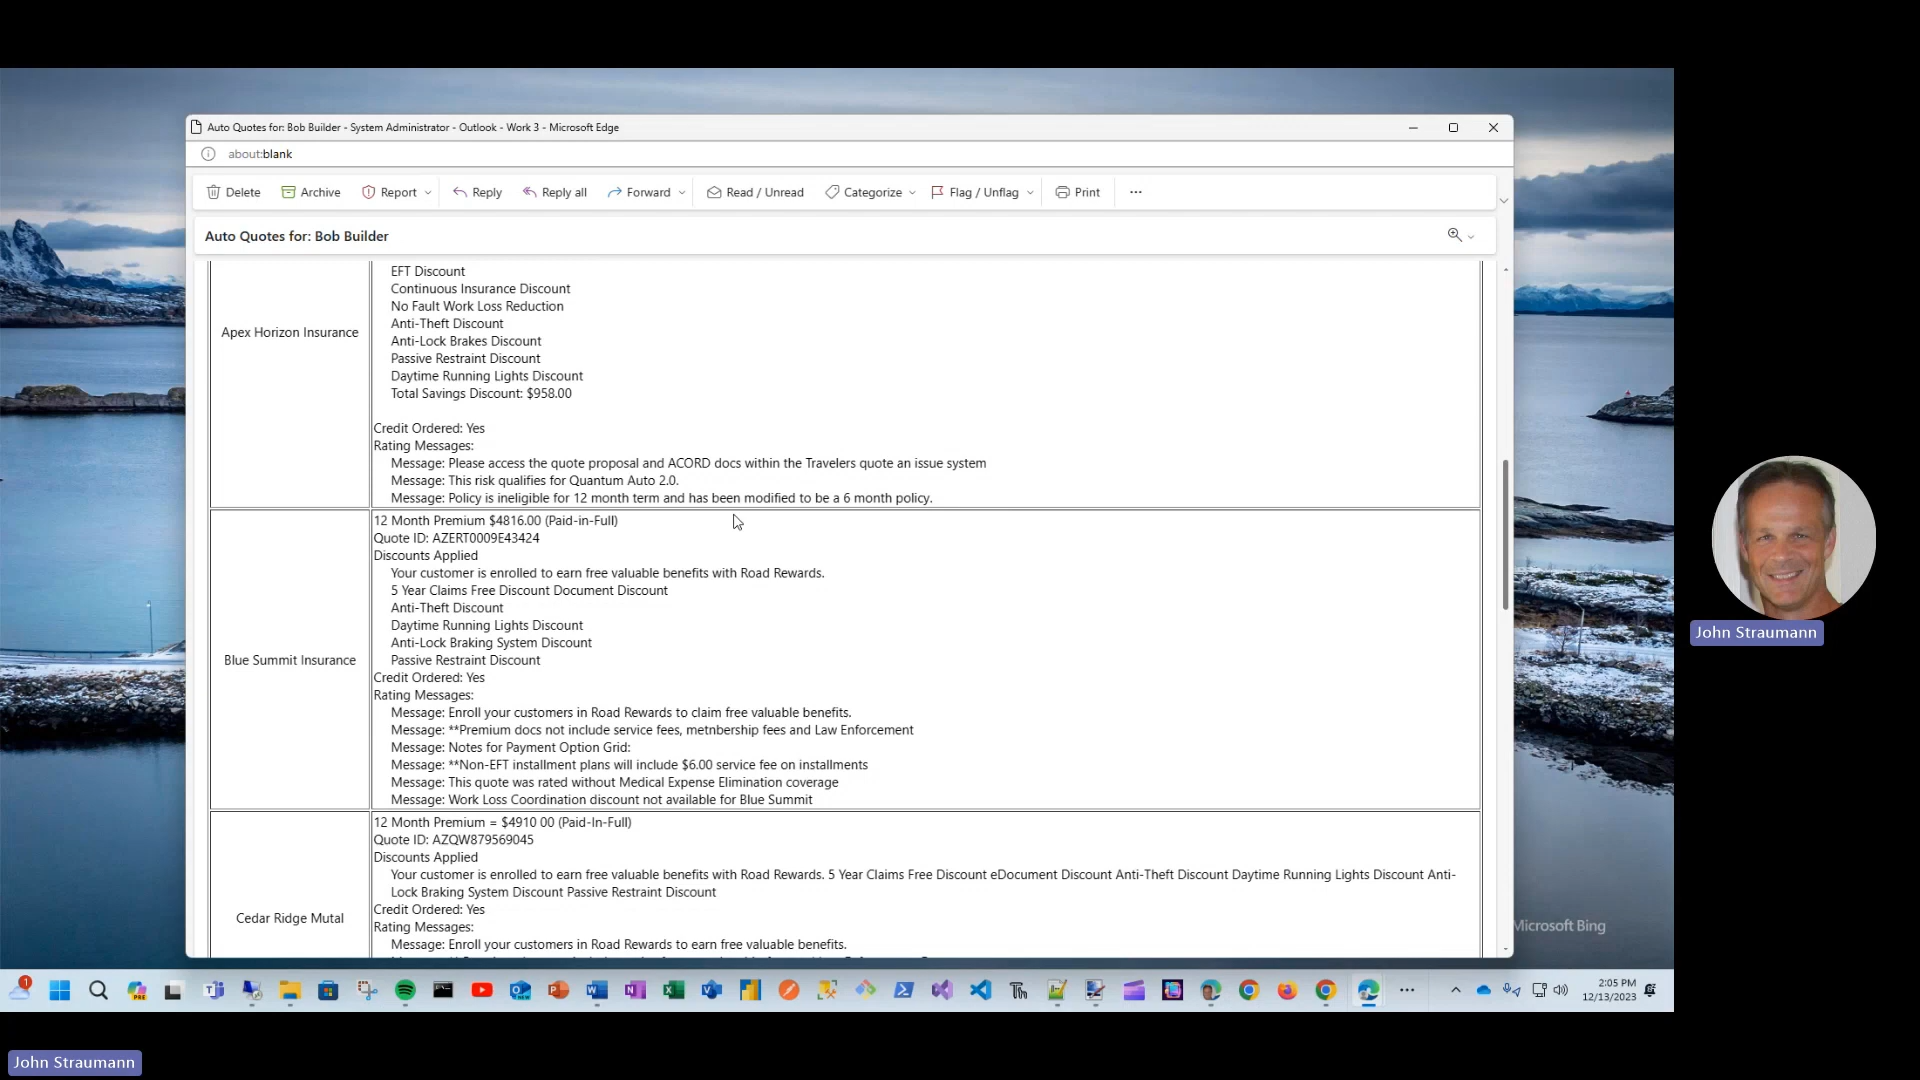 Auto Quotes for: Bob Builder - System Administrator - Outlook - Work 3 - Microsoft Edge
about:blank
Delete Archive Report Reply Reply all Forward Read / Unread Categorize Flag / Unflag Print
Auto Quotes for: Bob Builder
Apex Horizon Insurance
EFT Discount
Continuous Insurance Discount
No Fault Work Loss Reduction
Anti-Theft Discount
Anti-Lock Brakes Discount
Passive Restraint Discount
Daytime Running Lights Discount
Total Savings Discount: $958.00
Credit Ordered: Yes
Rating Messages:
Message: Please access the quote proposal and ACORD docs within the Travelers quote an issue system
Message: This risk qualifies for Quantum Auto 2.0.
Message: Policy is ineligible for 12 month term and has been modified to be a 6 month policy.
Blue Summit Insurance
12 Month Premium $4816.00 (Paid-in-Full)
Quote ID: AZERT0009E43424
Discounts Applied
Your customer is enrolled to earn free valuable benefits with Road Rewards.
5 Year Claims Free Discount Document Discount
Anti-Theft Discount
Daytime Running Lights Discount
Anti-Lock Braking System Discount
Passive Restraint Discount
Credit Ordered: Yes
Rating Messages:
Message: Enroll your customers in Road Rewards to claim free valuable benefits.
Message: **Premium docs not include service fees, metnbership fees and Law Enforcement
Message: Notes for Payment Option Grid:
Message: **Non-EFT installment plans will include $6.00 service fee on installments
Message: This quote was rated without Medical Expense Elimination coverage
Message: Work Loss Coordination discount not available for Blue Summit
Cedar Ridge Mutal
12 Month Premium = $4910 00 (Paid-In-Full)
Quote ID: AZQW879569045
Discounts Applied
Your customer is enrolled to earn free valuable benefits with Road Rewards. 5 Year Claims Free Discount eDocument Discount Anti-Theft Discount Daytime Running Lights Discount Anti-
Lock Braking System Discount Passive Restraint Discount
Credit Ordered: Yes
Rating Messages:
Message: Enroll your customers in Road Rewards to earn free valuable benefits.
Microsoft Bing
John Straumann
1
PRE
2:05 PM
12/13/2023
John Straumann